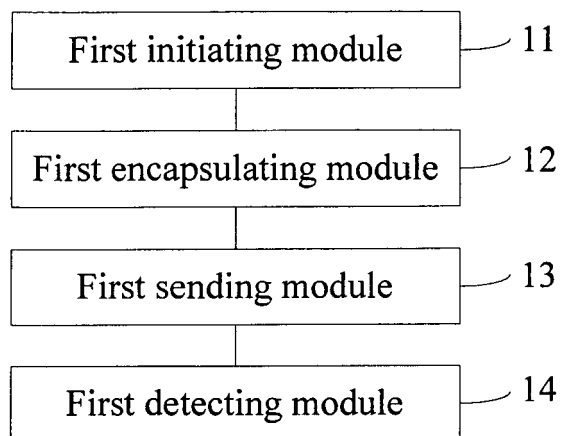 First initiating module 11
First encapsulating module 12
First sending module 13
First detecting module 14